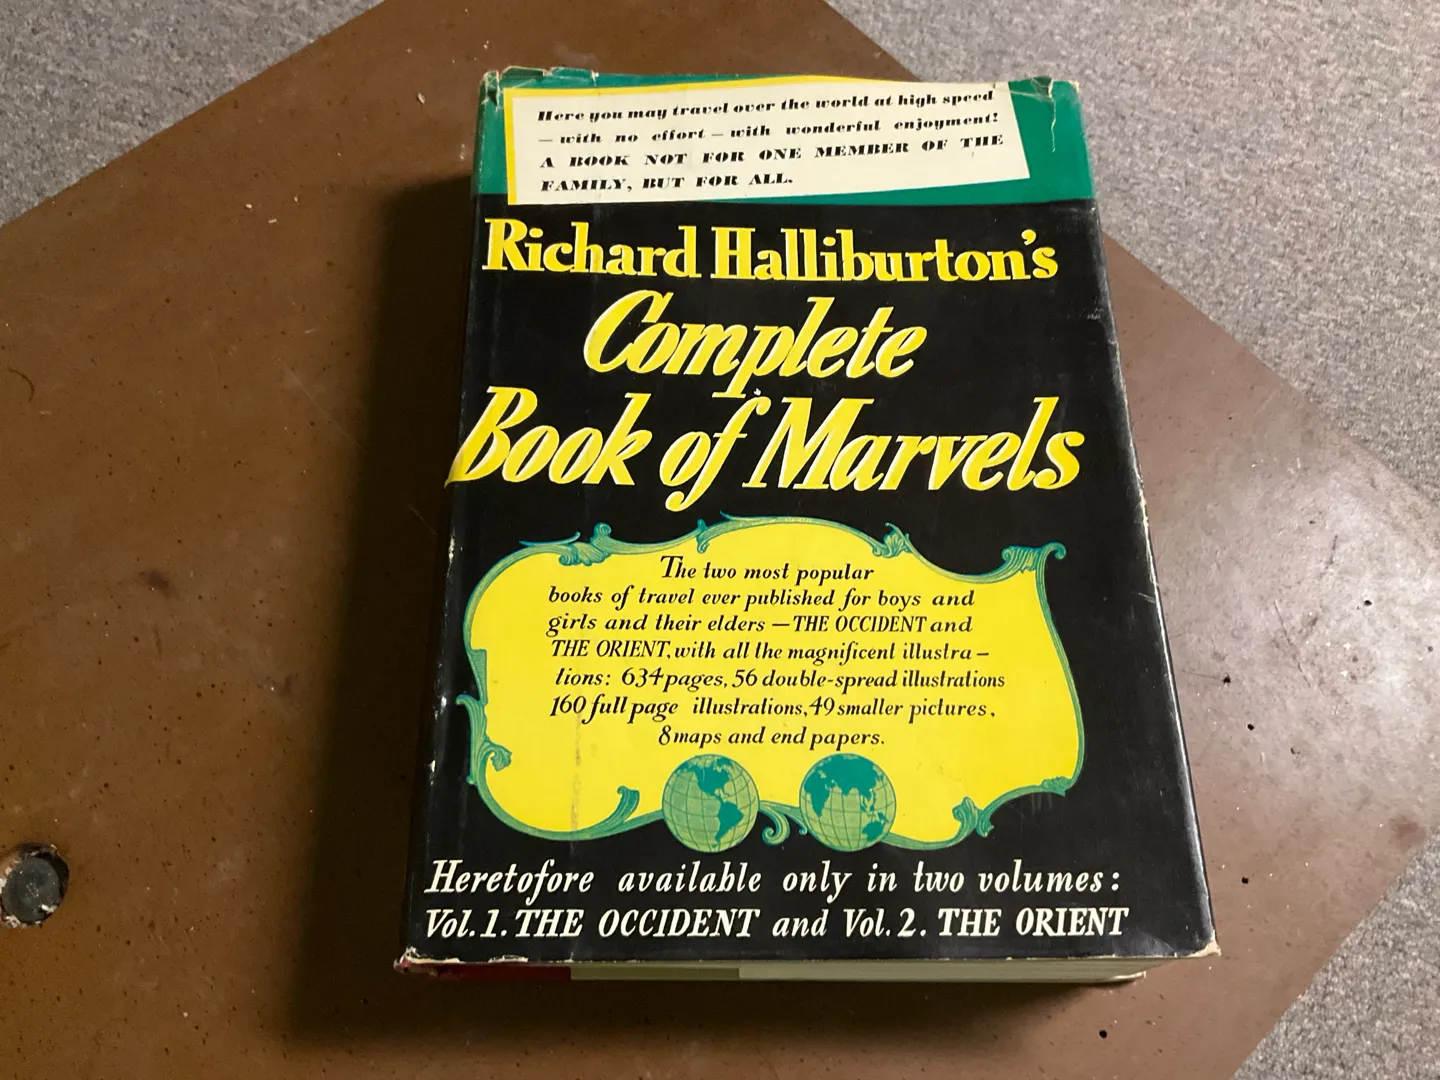 Here you may travel over the world at high speed
— with no effort — with wonderful enjoyment!
A BOOK NOT FOR ONE MEMBER OF THE
FAMILY, BUT FOR ALL.
Richard Halliburton's
Complete
Book of Marvels
The two most popular
books of travel ever published for boys and
girls and their elders — THE OCCIDENT and
THE ORIENT, with all the magnificent illustra –
tions: 634 pages, 56 double-spread illustrations
160 full page illustrations, 49 smaller pictures,
8 maps and end papers.
Heretofore available only in two volumes:
Vol. 1. THE OCCIDENT and Vol. 2. THE ORIENT